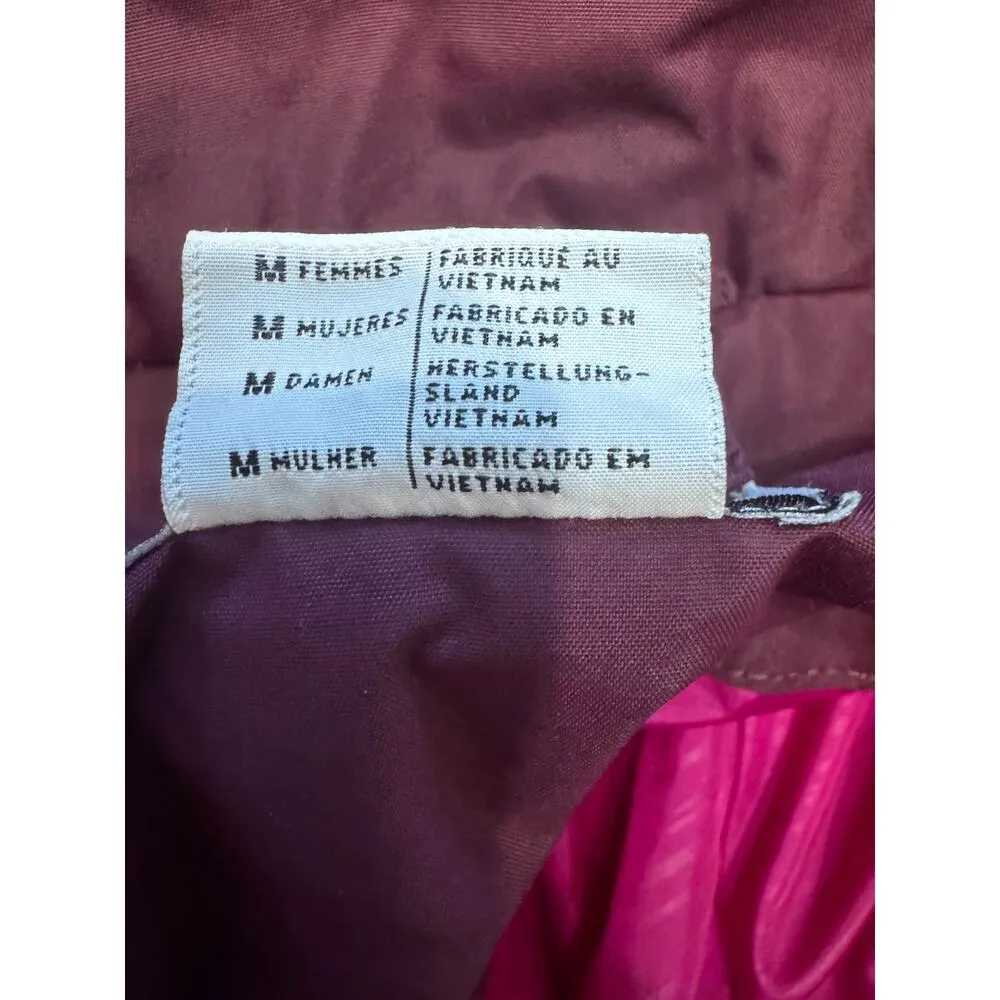 M FEMMES
FABRIQUÉ AU
VIETNAM
M MUJERES
FABRICADO EN
VIETNAM
M DAMEN
HERSTELLUNG-
SLAND
VIETNAM
M MULHER
FABRICADO EM
VIETNAM